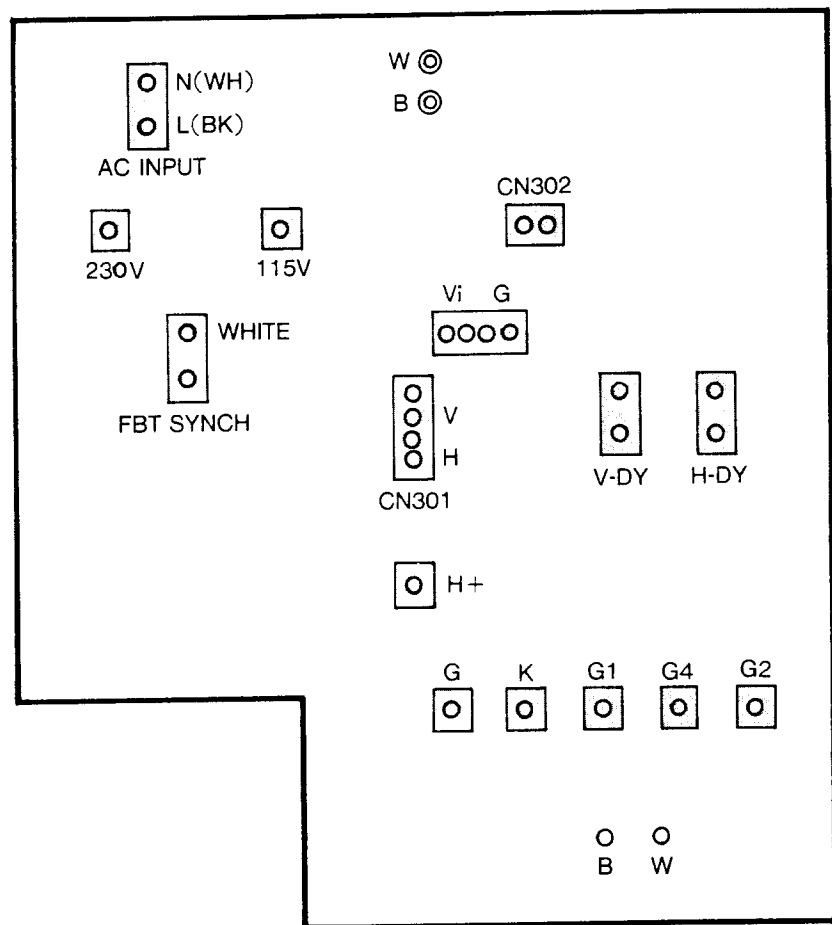 N(WH)
L(BK)
AC INPUT
W
B
CN302
230V
115V
Vi G
WHITE
FBT SYNCH
V
H
CN301
V-DY
H-DY
H+
G K G1 G4 G2
B W